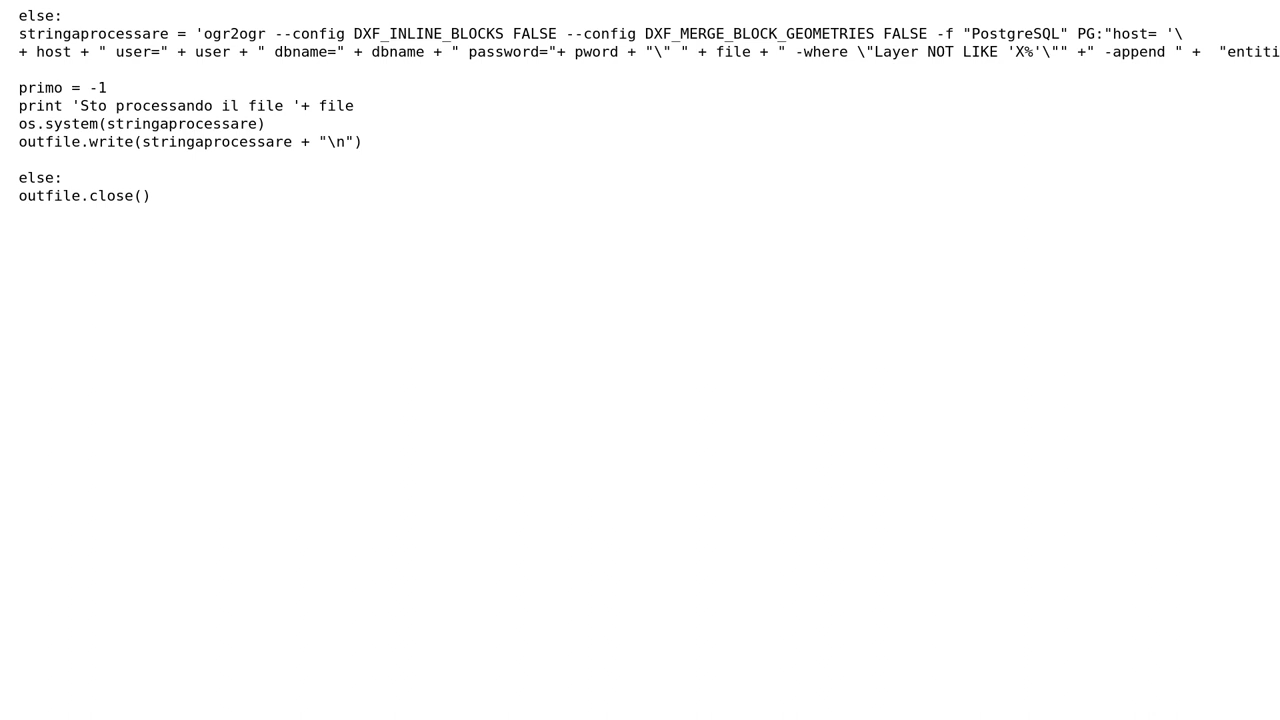 else:
stringaprocessare = 'ogr2ogr --config DXF_INLINE_BLOCKS FALSE --config DXF_MERGE_BLOCK_GEOMETRIES FALSE -f "PostgreSQL" PG:"host= '\
+ host + " user=" + user + " dbname=" + dbname + " password="+ pword + "\" " + file + " -where \"Layer NOT LIKE 'X%'\"" +" -append " +  "entiti
primo = -1
print 'Sto processando il file '+ file
os.system(stringaprocessare)
outfile.write(stringaprocessare + "\n")
else:
outfile.close()